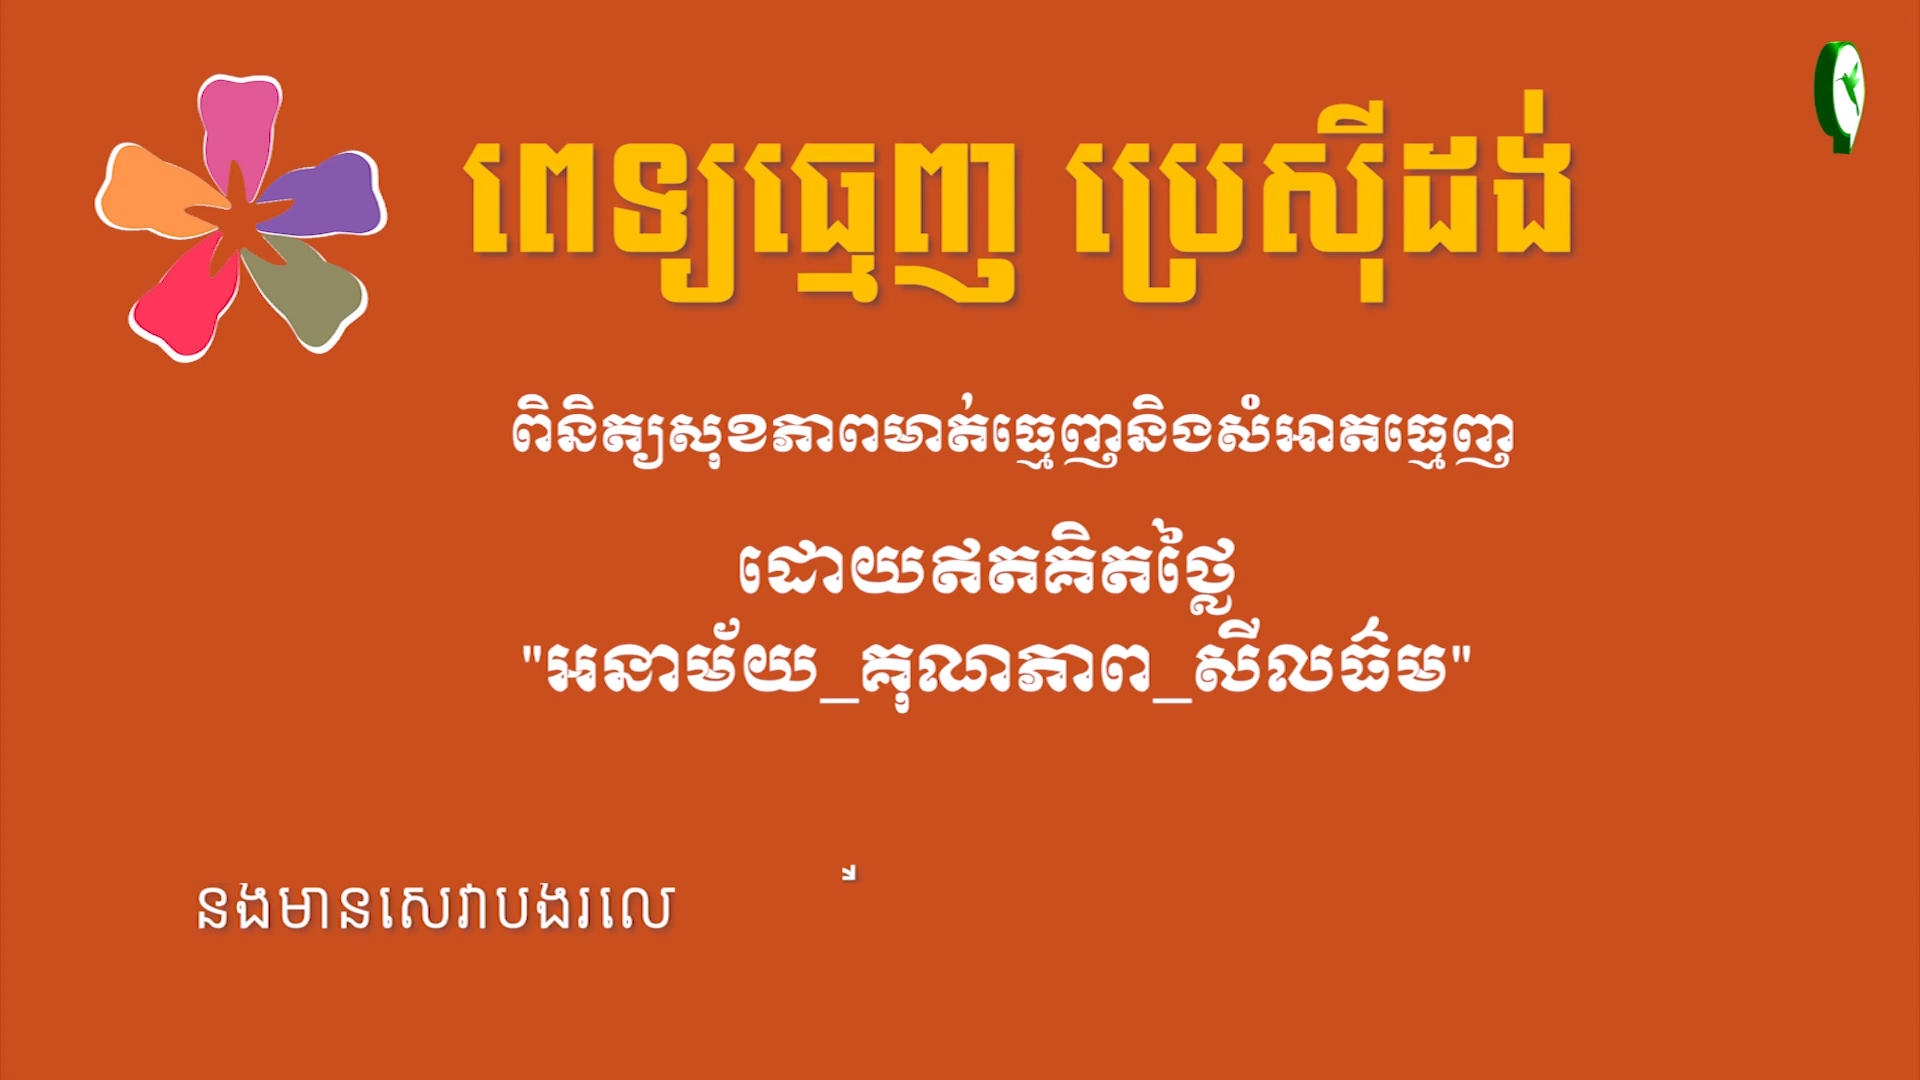 ពេទ្យធ្មេញ ប្រេស៊ីដង់
ពិនិត្យសុខភាពមាត់ធ្មេញនិងសំអាតធ្មេញ
ដោយឥតគិតថ្លៃ
"អនាម័យ_គុណភាព_សីលធ៌ម"
នងមានសេវាបងរលេ